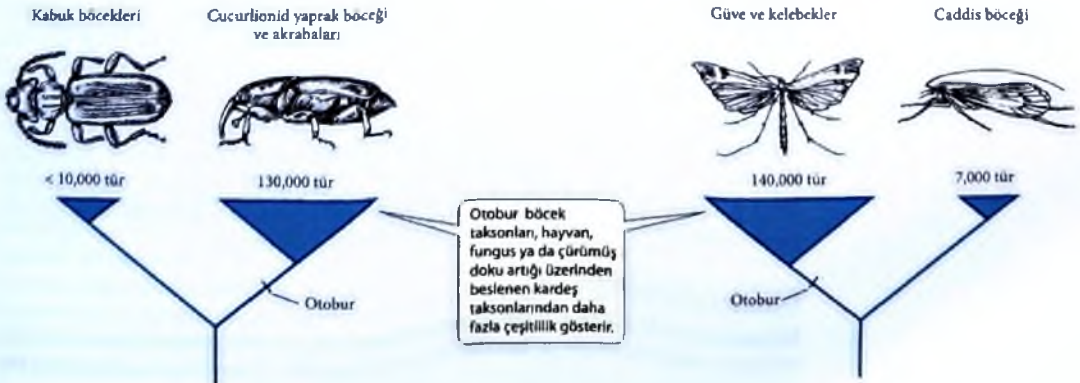 Kabuk böcekleri
Cucurlionid yaprak böceği
ve akrabaları
Güve ve kelebekler
Caddis böceği
< 10,000 tür
130,000 tür
140,000 tür
7,000 tür
Otobur böcek
taksonları, hayvan,
fungus ya da çürümüş
doku artığı üzerinden
beslenen kardeş
taksonlarından daha
fazla çeşitlilik gösterir.
Otobur
Otobur